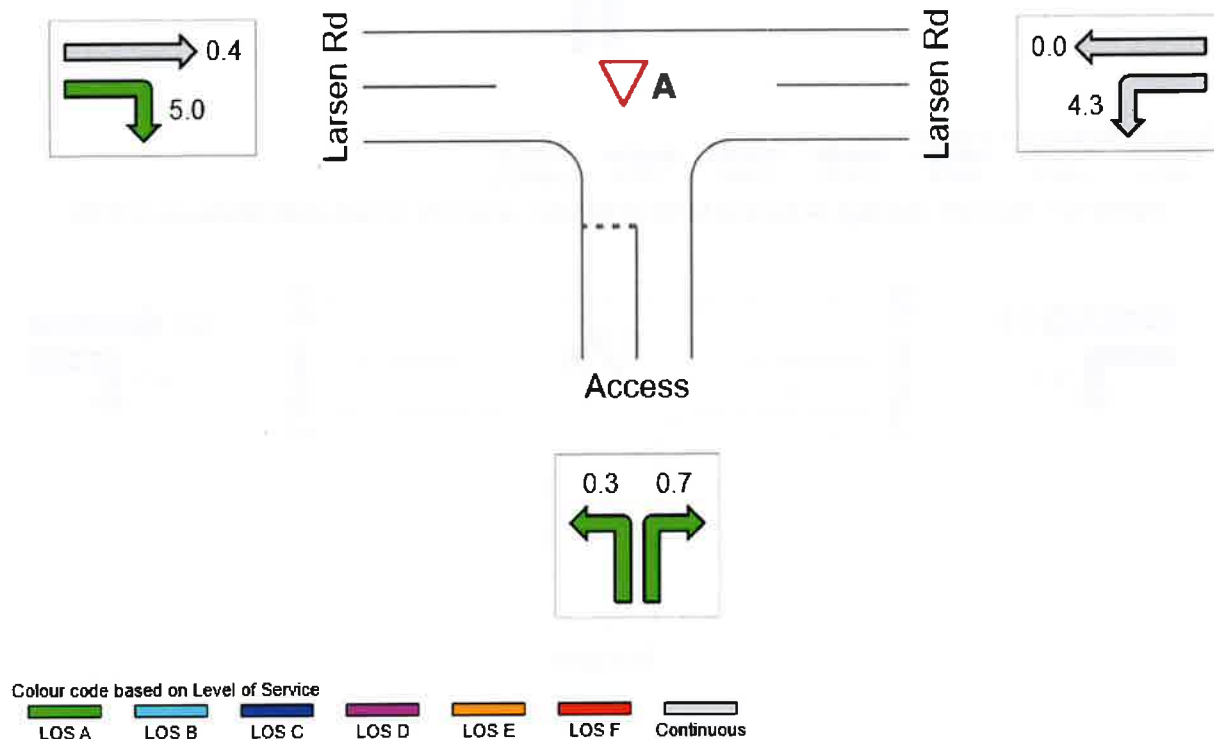 0.4
5.0
Larsen Rd
A
Larsen Rd
0.0
4.3
Access
0.3 0.7
Colour code based on Level of Service
LOS A LOS B LOS C LOS D LOS E LOS F Continuous